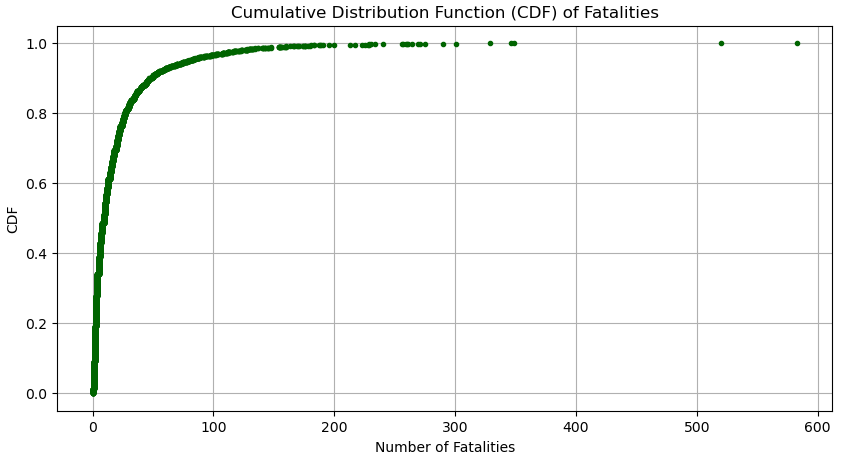 Cumulative Distribution Function (CDF) of Fatalities
1.0
0.8
0.6
0.4
0.2
0.0
CDF
0 100 200 300 400 500 600
Number of Fatalities